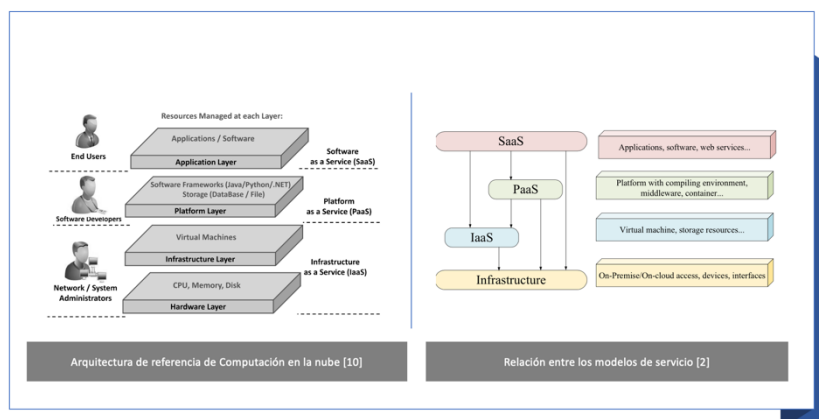 Resources Managed at each Layer:
Applications / Software
Application Layer
End Users
Software
as a Service (SaaS)
Software Frameworks (Java/Python/.NET)
Storage (DataBase / File)
Platform Layer
Software Developers
Platform
as a Service (PaaS)
Virtual Machines
Infrastructure Layer
Network / System
Administrators
Infrastructure
as a Service (IaaS)
CPU, Memory, Disk
Hardware Layer
Arquitectura de referencia de Computación en la nube [10]
SaaS
PaaS
IaaS
Infrastructure
Applications, software, web services...
Platform with compiling environment,
middleware, container...
Virtual machine, storage resources...
On-Premise/On-cloud access, devices, interfaces
Relación entre los modelos de servicio [2]